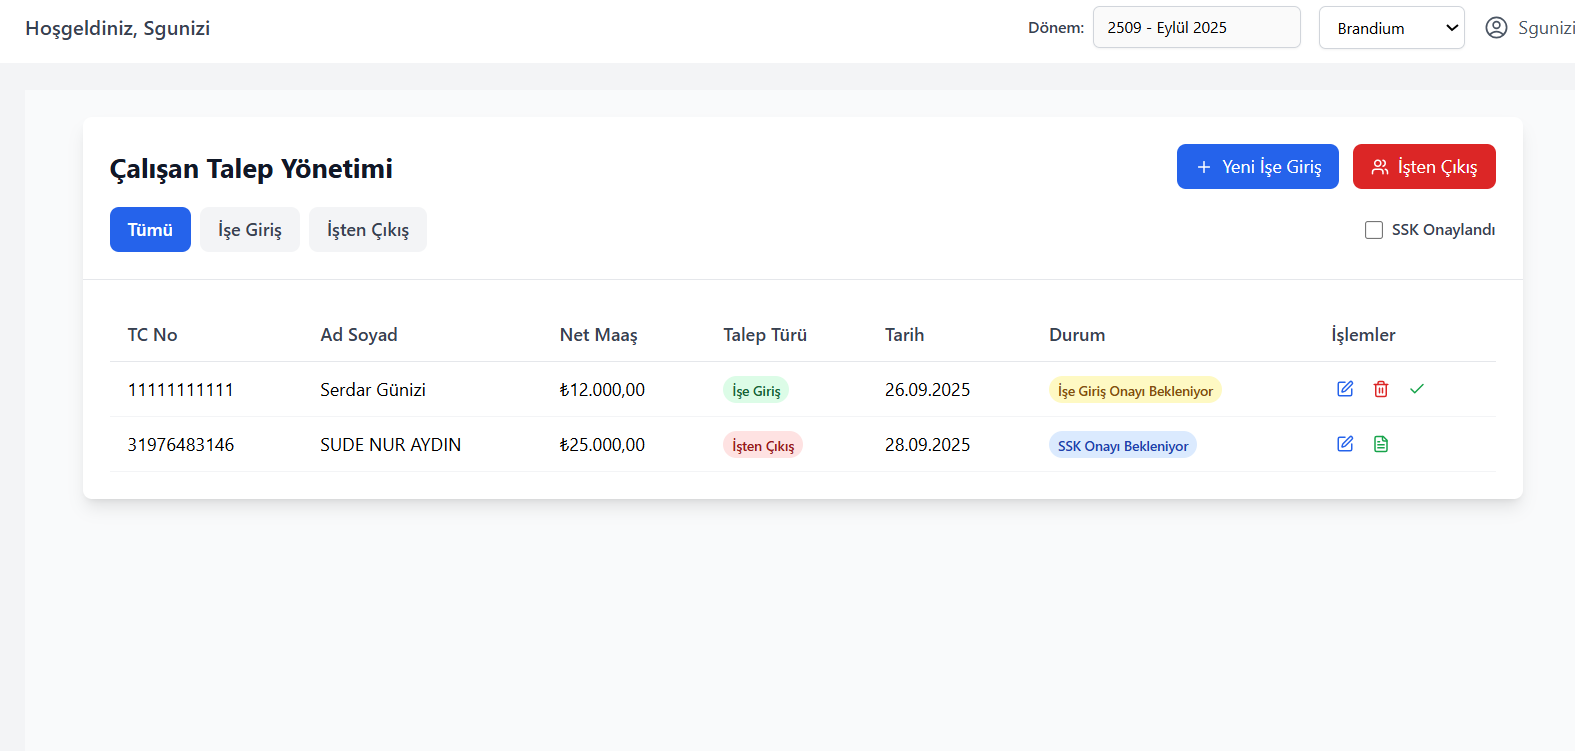 Hoşgeldiniz, Sgunizi
Dönem: 2509 - Eylül 2025 Brandium Sgunizi
Çalışan Talep Yönetimi
+ Yeni İşe Giriş İşten Çıkış
Tümü İşe Giriş İşten Çıkış SSK Onaylandı
TC No Ad Soyad Net Maaş Talep Türü Tarih Durum İşlemler
11111111111 Serdar Günizi ₺12.000,00 İşe Giriş 26.09.2025 İşe Giriş Onayı Bekleniyor
31976483146 SUDE NUR AYDIN ₺25.000,00 İşten Çıkış 28.09.2025 SSK Onayı Bekleniyor